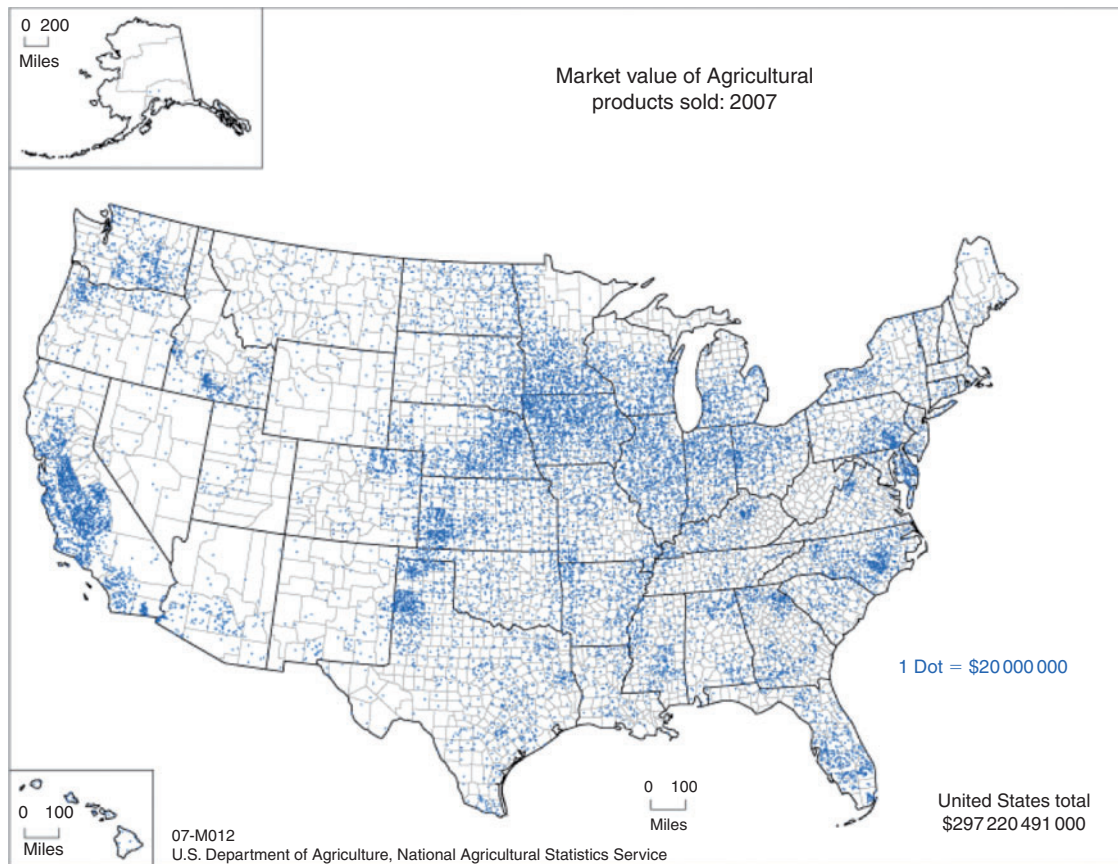 0 200
Miles
Market value of Agricultural
products sold: 2007
1 Dot = $20 000 000
0 100
Miles
0 100
Miles
United States total
$297 220 491 000
07-M012
U.S. Department of Agriculture, National Agricultural Statistics Service